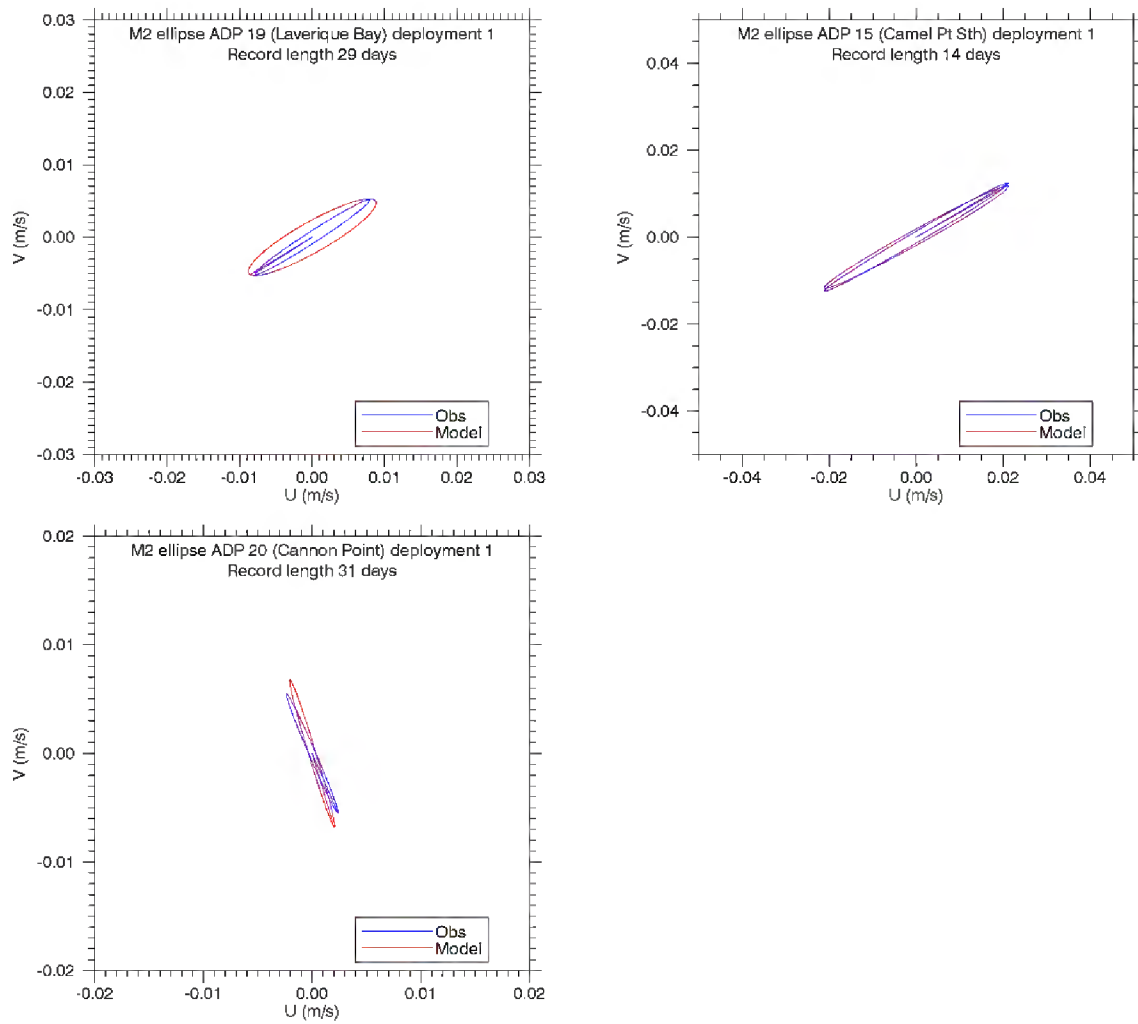 M2 ellipse ADP 19 (Laverique Bay) deployment 1
Record length 29 days
0.03
0.02
0.01
0.00
-0.01
-0.02
-0.03
V (m/s)
Obs
Model
-0.03 -0.02 -0.01 0.00 0.01 0.02 0.03
U (m/s)
M2 ellipse ADP 15 (Camel Pt Sth) deployment 1
Record length 14 days
0.04
0.02
0.00
-0.02
-0.04
V (m/s)
Obs
Model
-0.04 -0.02 0.00 0.02 0.04
U (m/s)
M2 ellipse ADP 20 (Cannon Point) deployment 1
Record length 31 days
0.02
0.01
0.00
-0.01
-0.02
V (m/s)
Obs
Model
-0.02 -0.01 0.00 0.01 0.02
U (m/s)